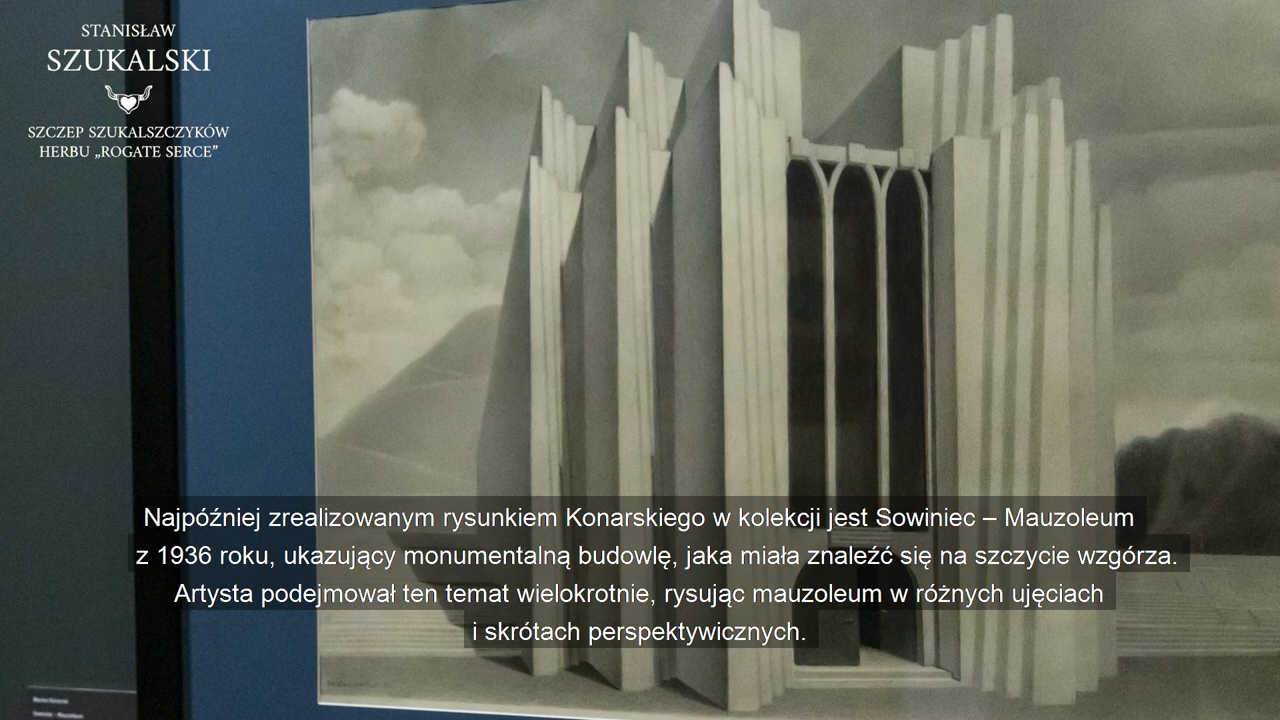 STANISŁAW
SZUKALSKI
SZCZEP SZUKALSZCZYKÓW
HERBU „ROGATE SERCE”
Najpóźniej zrealizowanym rysunkiem Konarskiego w kolekcji jest Sowiniec – Mauzoleum
z 1936 roku, ukazujący monumentalną budowlę, jaka miała znaleźć się na szczycie wzgórza.
Artysta podejmował ten temat wielokrotnie, rysując mauzoleum w różnych ujęciach
i skrótach perspektywicznych.